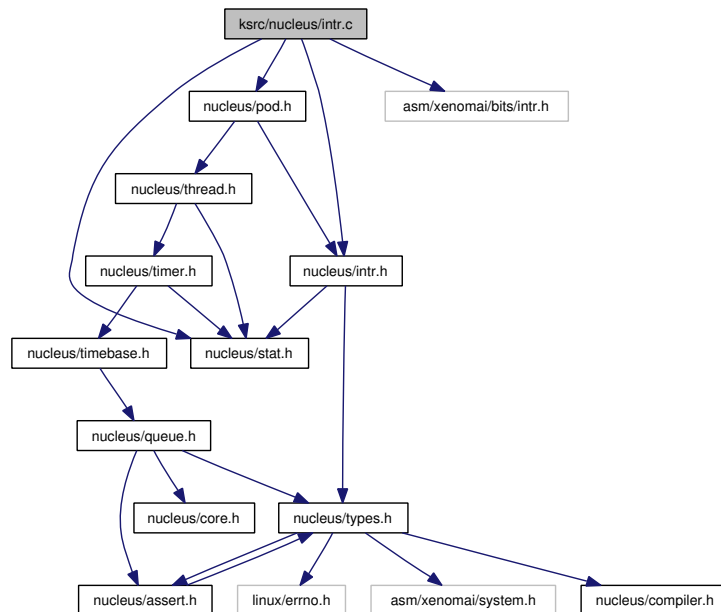 ksrc/nucleus/intr.c
nucleus/pod.h
asm/xenomai/bits/intr.h
nucleus/thread.h
nucleus/timer.h
nucleus/intr.h
nucleus/timebase.h
nucleus/stat.h
nucleus/queue.h
nucleus/core.h
nucleus/types.h
nucleus/assert.h
linux/errno.h
asm/xenomai/system.h
nucleus/compiler.h